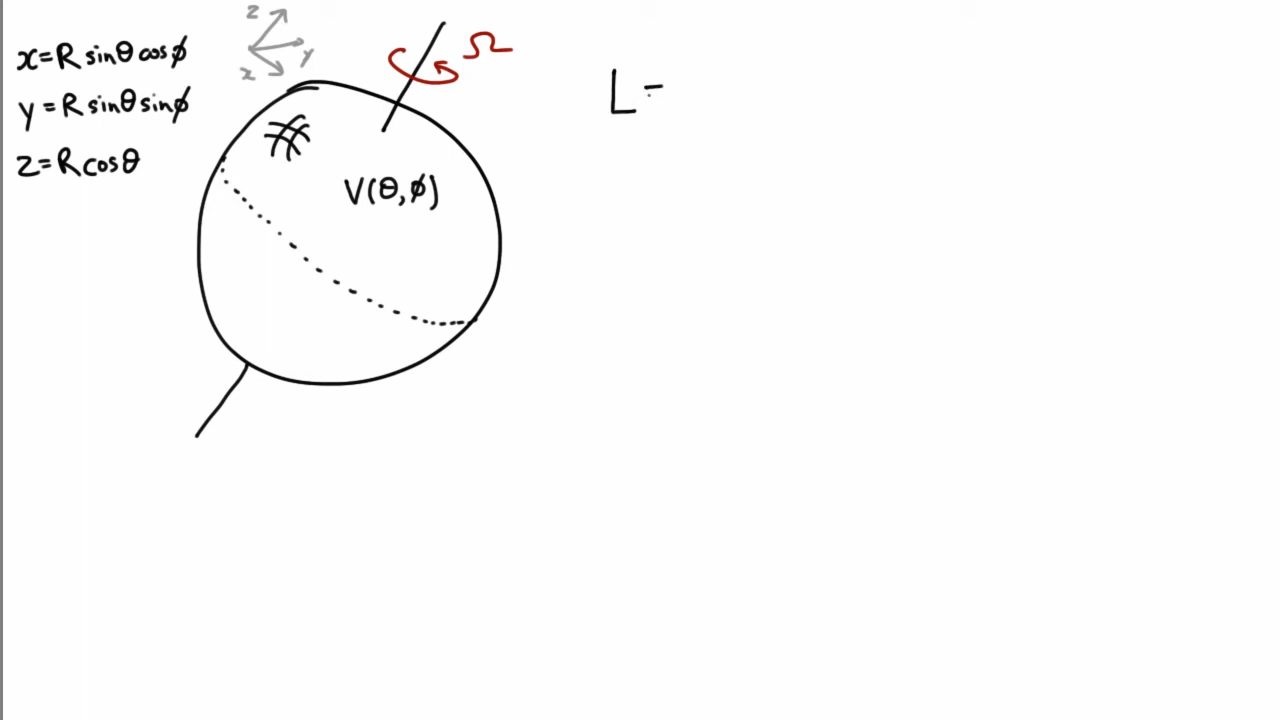 x=R sinθ cosϕ
y=R sinθ sinϕ
z=R cosθ
z
y
x
Ω
V(θ,ϕ)
L=